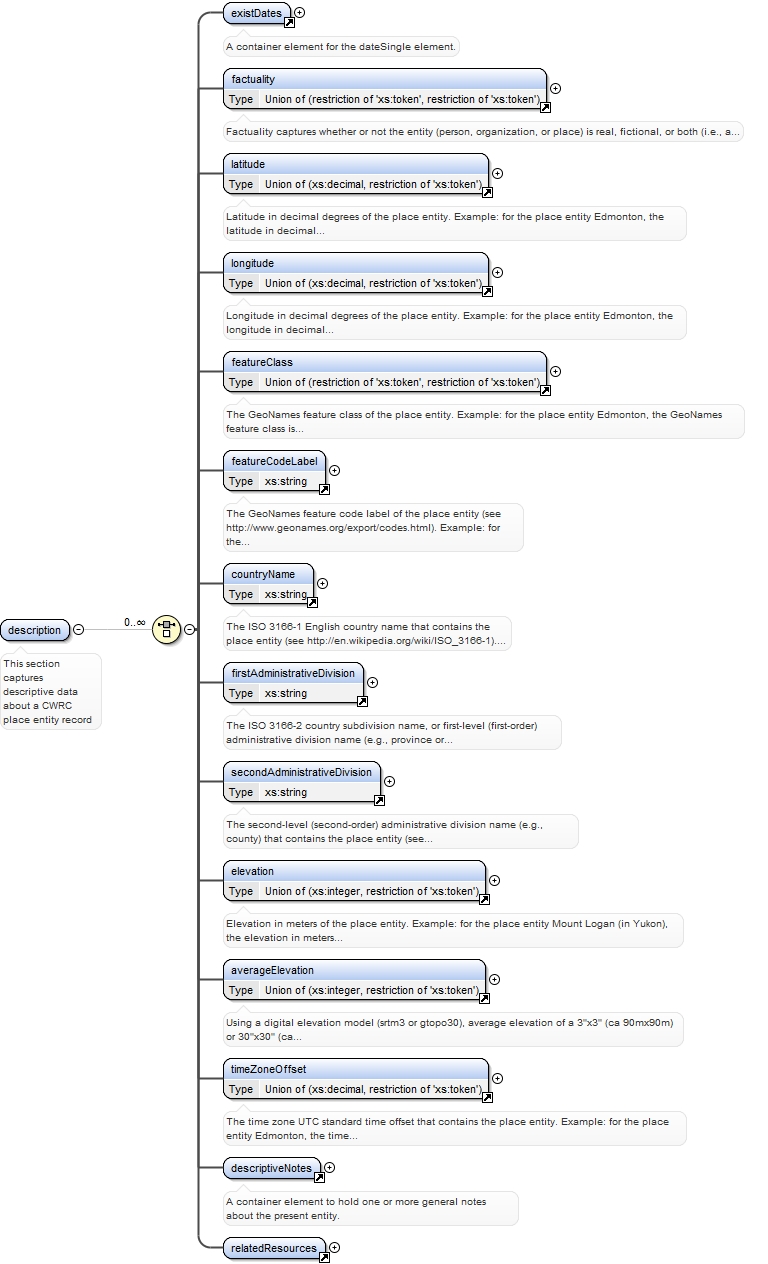 existDates
A container element for the dateSingle element.
factuality
Type Union of (restriction of 'xs:token', restriction of 'xs:token')
Factuality captures whether or not the entity (person, organization, or place) is real, fictional, or both (i.e., a...
latitude
Type Union of (xs:decimal, restriction of 'xs:token')
Latitude in decimal degrees of the place entity. Example: for the place entity Edmonton, the
latitude in decimal...
longitude
Type Union of (xs:decimal, restriction of 'xs:token')
Longitude in decimal degrees of the place entity. Example: for the place entity Edmonton, the
longitude in decimal...
featureClass
Type Union of (restriction of 'xs:token', restriction of 'xs:token')
The GeoNames feature class of the place entity. Example: for the place entity Edmonton, the GeoNames
feature class is...
featureCodeLabel
Type xs:string
The GeoNames feature code label of the place entity (see
http://www.geonames.org/export/codes.html). Example: for
the...
countryName
Type xs:string
The ISO 3166-1 English country name that contains the
place entity (see http://en.wikipedia.org/wiki/ISO_3166-1)....
description
0..∞
This section
captures
descriptive data
about a CWRC
place entity record
firstAdministrativeDivision
Type xs:string
The ISO 3166-2 country subdivision name, or first-level (first-order)
administrative division name (e.g., province or...
secondAdministrativeDivision
Type xs:string
The second-level (second-order) administrative division name (e.g.,
county) that contains the place entity (see...
elevation
Type Union of (xs:integer, restriction of 'xs:token')
Elevation in meters of the place entity. Example: for the place entity Mount Logan (in Yukon),
the elevation in meters...
averageElevation
Type Union of (xs:integer, restriction of 'xs:token')
Using a digital elevation model (srtm3 or gtopo30), average elevation of a 3"x3" (ca 90mx90m)
or 30"x30" (ca...
timeZoneOffset
Type Union of (xs:decimal, restriction of 'xs:token')
The time zone UTC standard time offset that contains the place entity. Example: for the place
entity Edmonton, the time...
descriptiveNotes
A container element to hold one or more general notes
about the present entity.
relatedResources